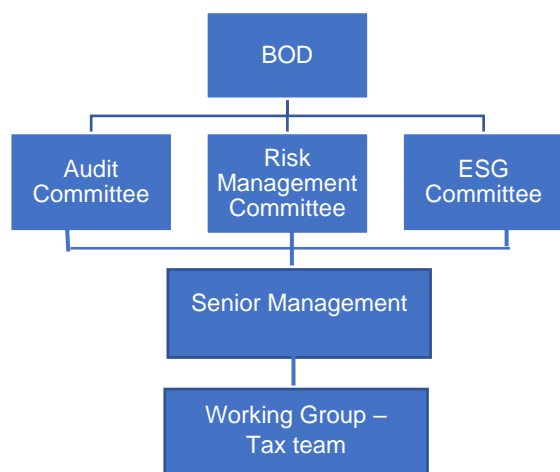 BOD
Audit
Committee
Risk
Management
Committee
ESG
Committee
Senior Management
Working Group –
Tax team